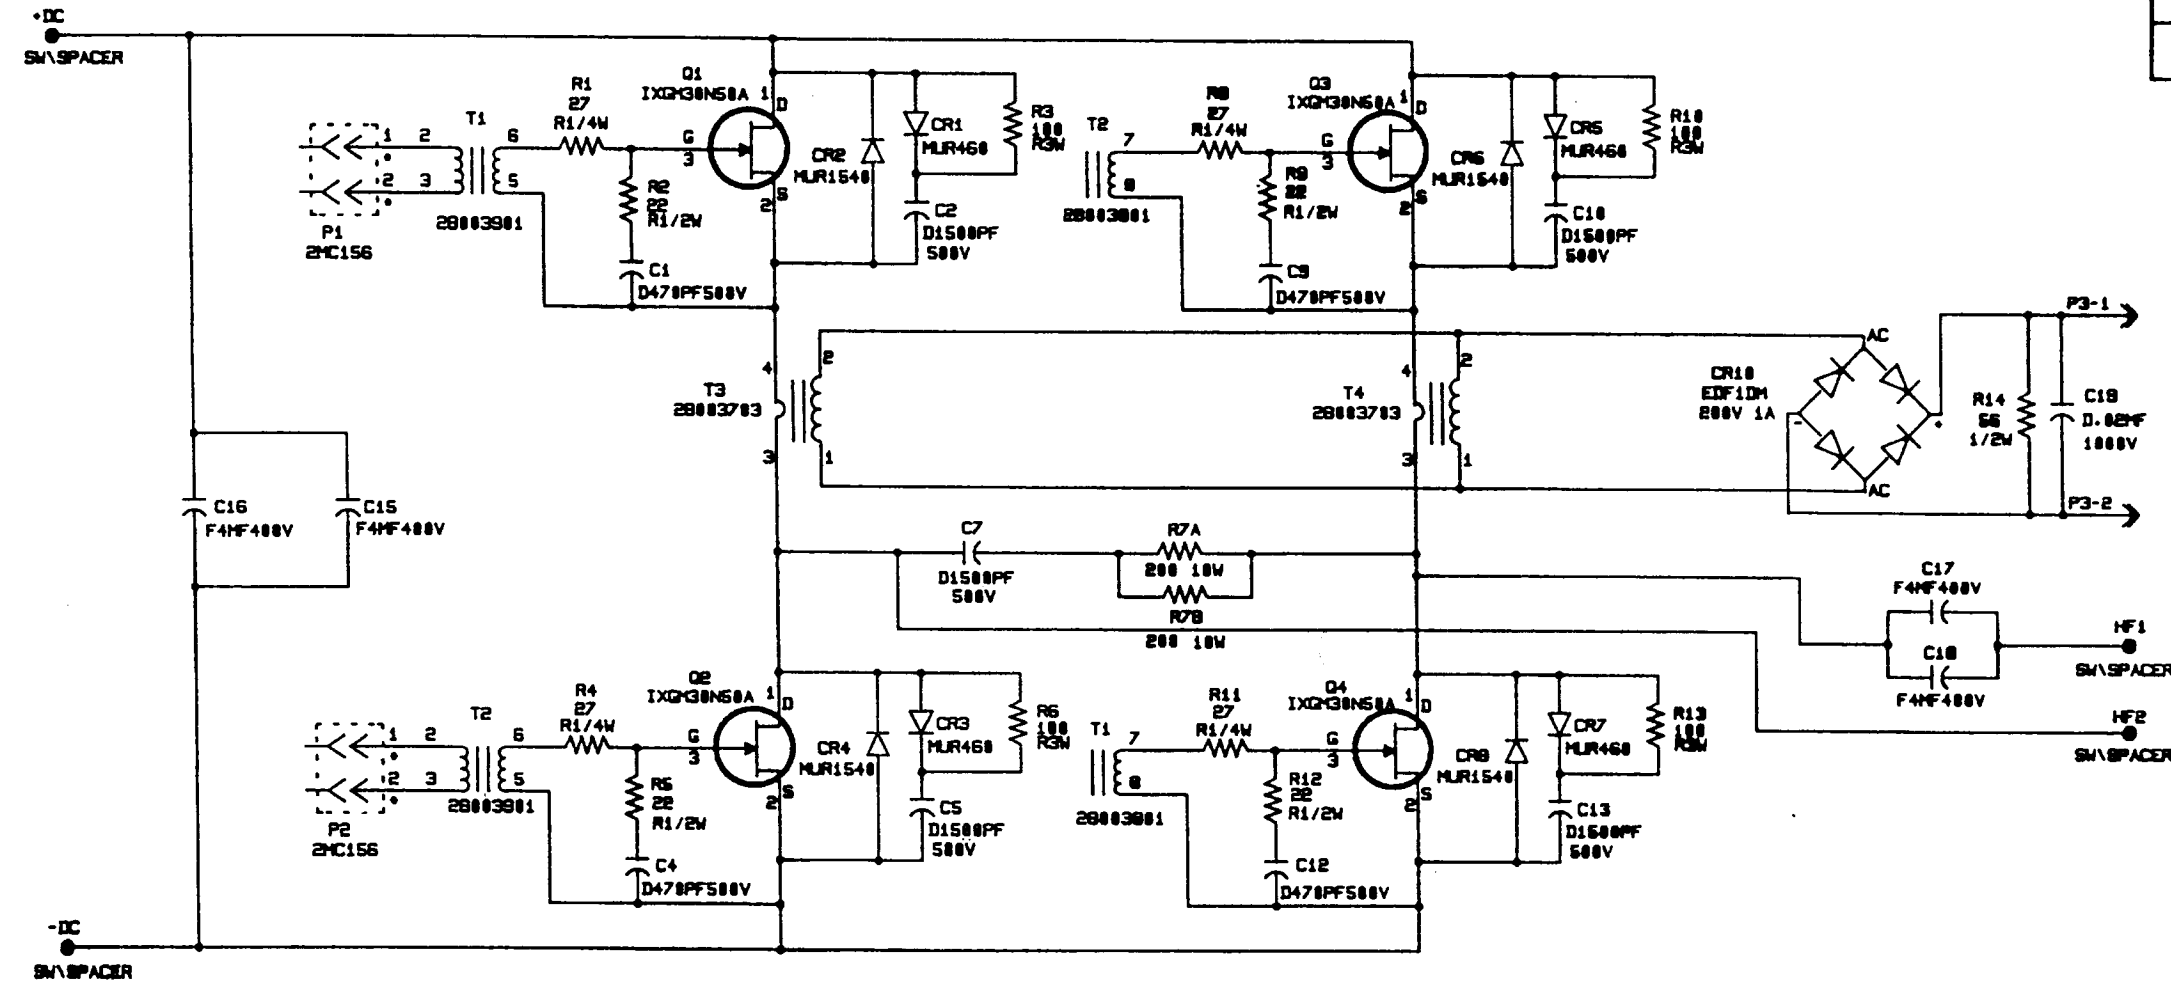 +DC
SW\SPACER
P1
2MC156
1
2
2
3
T1
6
5
28003901
R1
27
R1/4W
R2
22
R1/2W
C1
D470PF500V
Q1
IXGM30N50A
1
D
G
3
S
2
CR2
MUR1540
CR1
MUR460
R3
100
R3W
C2
D1500PF
500V
T2
7
8
28003901
R8
27
R1/4W
R9
22
R1/2W
C9
D470PF500V
Q3
IXGM30N50A
1
D
G
3
S
2
CR6
MUR1540
CR5
MUR460
R10
100
R3W
C10
D1500PF
500V
4
T3
28003703
3
2
1
4
T4
28003703
3
2
1
CR18
EDF1DM
200V 1A
AC
-
+
AC
R14
56
1/2W
C19
D.02MF
1000V
P3-1
P3-2
C16
F4MF400V
C15
F4MF400V
C7
D1500PF
500V
R7A
200 10W
R7B
200 10W
C17
F4MF400V
C18
F4MF400V
HF1
SW\SPACER
HF2
SW\SPACER
P2
2MC156
1
2
2
3
T2
6
5
28003901
R4
27
R1/4W
R5
22
R1/2W
C4
D470PF500V
Q2
IXGM30N50A
1
D
G
3
S
2
CR4
MUR1540
CR3
MUR460
R6
100
R3W
C5
D1500PF
500V
T1
7
8
28003901
R11
27
R1/4W
R12
22
R1/2W
C12
D470PF500V
Q4
IXGM30N50A
1
D
G
3
S
2
CR8
MUR1540
CR7
MUR460
R13
100
R3W
C13
D1500PF
500V
-DC
SW\SPACER